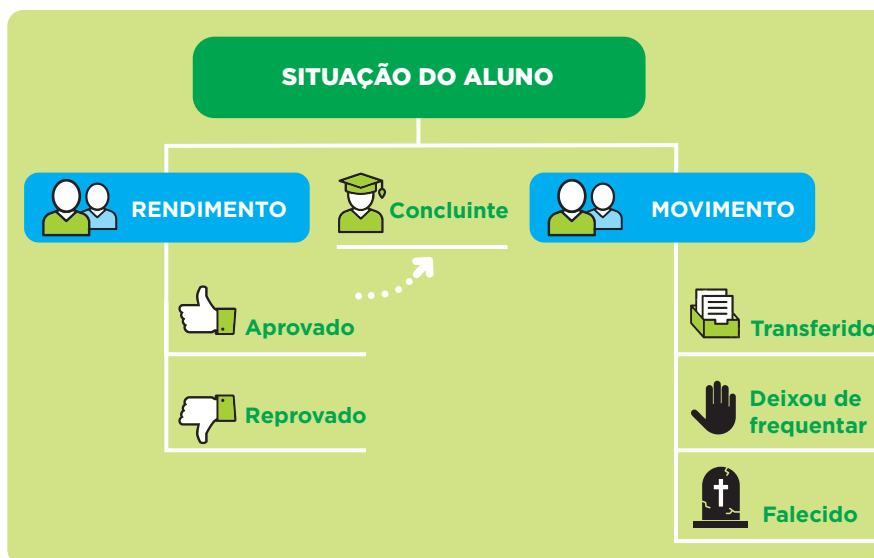 SITUAÇÃO DO ALUNO
RENDIMENTO
Concluinte
MOVIMENTO
Aprovado
Reprovado
Transferido
Deixou de
frequentar
Falecido